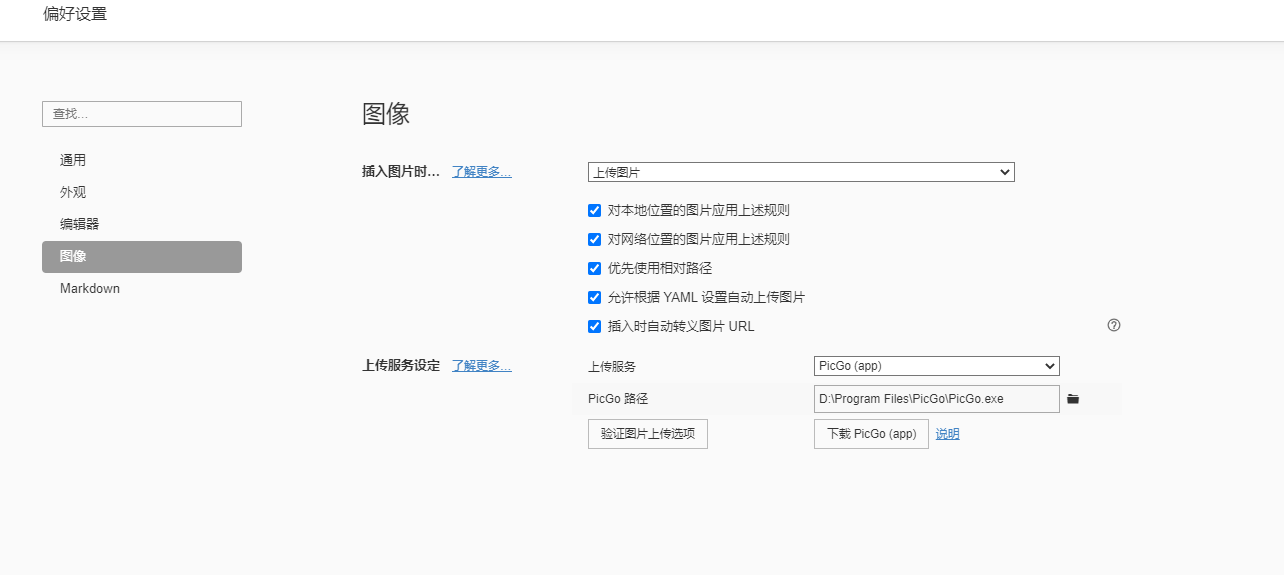 偏好设置
查找...
通用
外观
编辑器
图像
Markdown
图像
插入图片时... 了解更多... 上传图片
对本地位置的图片应用上述规则
对网络位置的图片应用上述规则
优先使用相对路径
允许根据 YAML 设置自动上传图片
插入时自动转义图片 URL
上传服务设定 了解更多... 上传服务 PicGo (app)
PicGo 路径 D:\Program Files\PicGo\PicGo.exe
验证图片上传选项 下载 PicGo (app) 说明